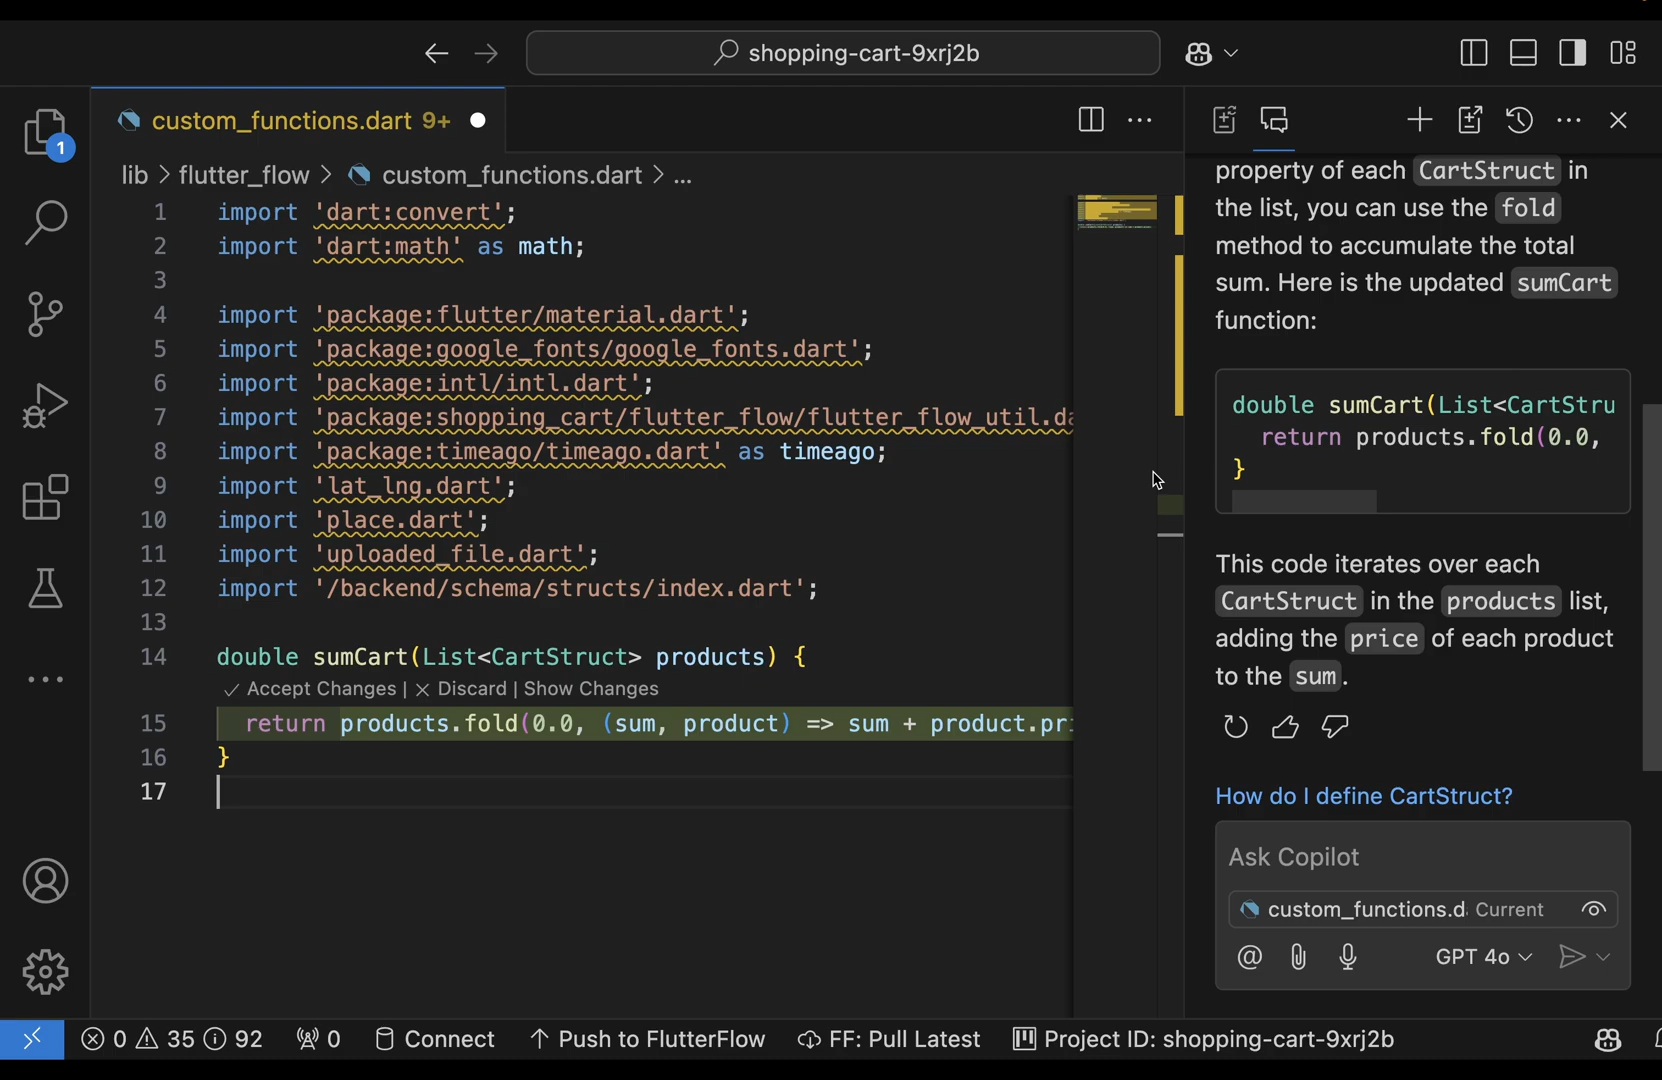 shopping-cart-9xrj2b
custom_functions.dart 9+
1
lib > flutter_flow > custom_functions.dart > ...
1 import 'dart:convert';
2 import 'dart:math' as math;
3
4 import 'package:flutter/material.dart';
5 import 'package:google_fonts/google_fonts.dart';
6 import 'package:intl/intl.dart';
7 import 'package:shopping_cart/flutter_flow/flutter_flow_util.da
8 import 'package:timeago/timeago.dart' as timeago;
9 import 'lat_lng.dart';
10 import 'place.dart';
11 import 'uploaded_file.dart';
12 import '/backend/schema/structs/index.dart';
13
14 double sumCart(List<CartStruct> products) {
Accept Changes | Discard | Show Changes
15 return products.fold(0.0, (sum, product) => sum + product.pri
16 }
17
property of each CartStruct in
the list, you can use the fold
method to accumulate the total
sum. Here is the updated sumCart
function:
double sumCart(List<CartStru
return products.fold(0.0,
}
This code iterates over each
CartStruct in the products list,
adding the price of each product
to the sum.
How do I define CartStruct?
Ask Copilot
custom_functions.d Current
@ GPT 4o
0 35 92 0 Connect Push to FlutterFlow FF: Pull Latest Project ID: shopping-cart-9xrj2b